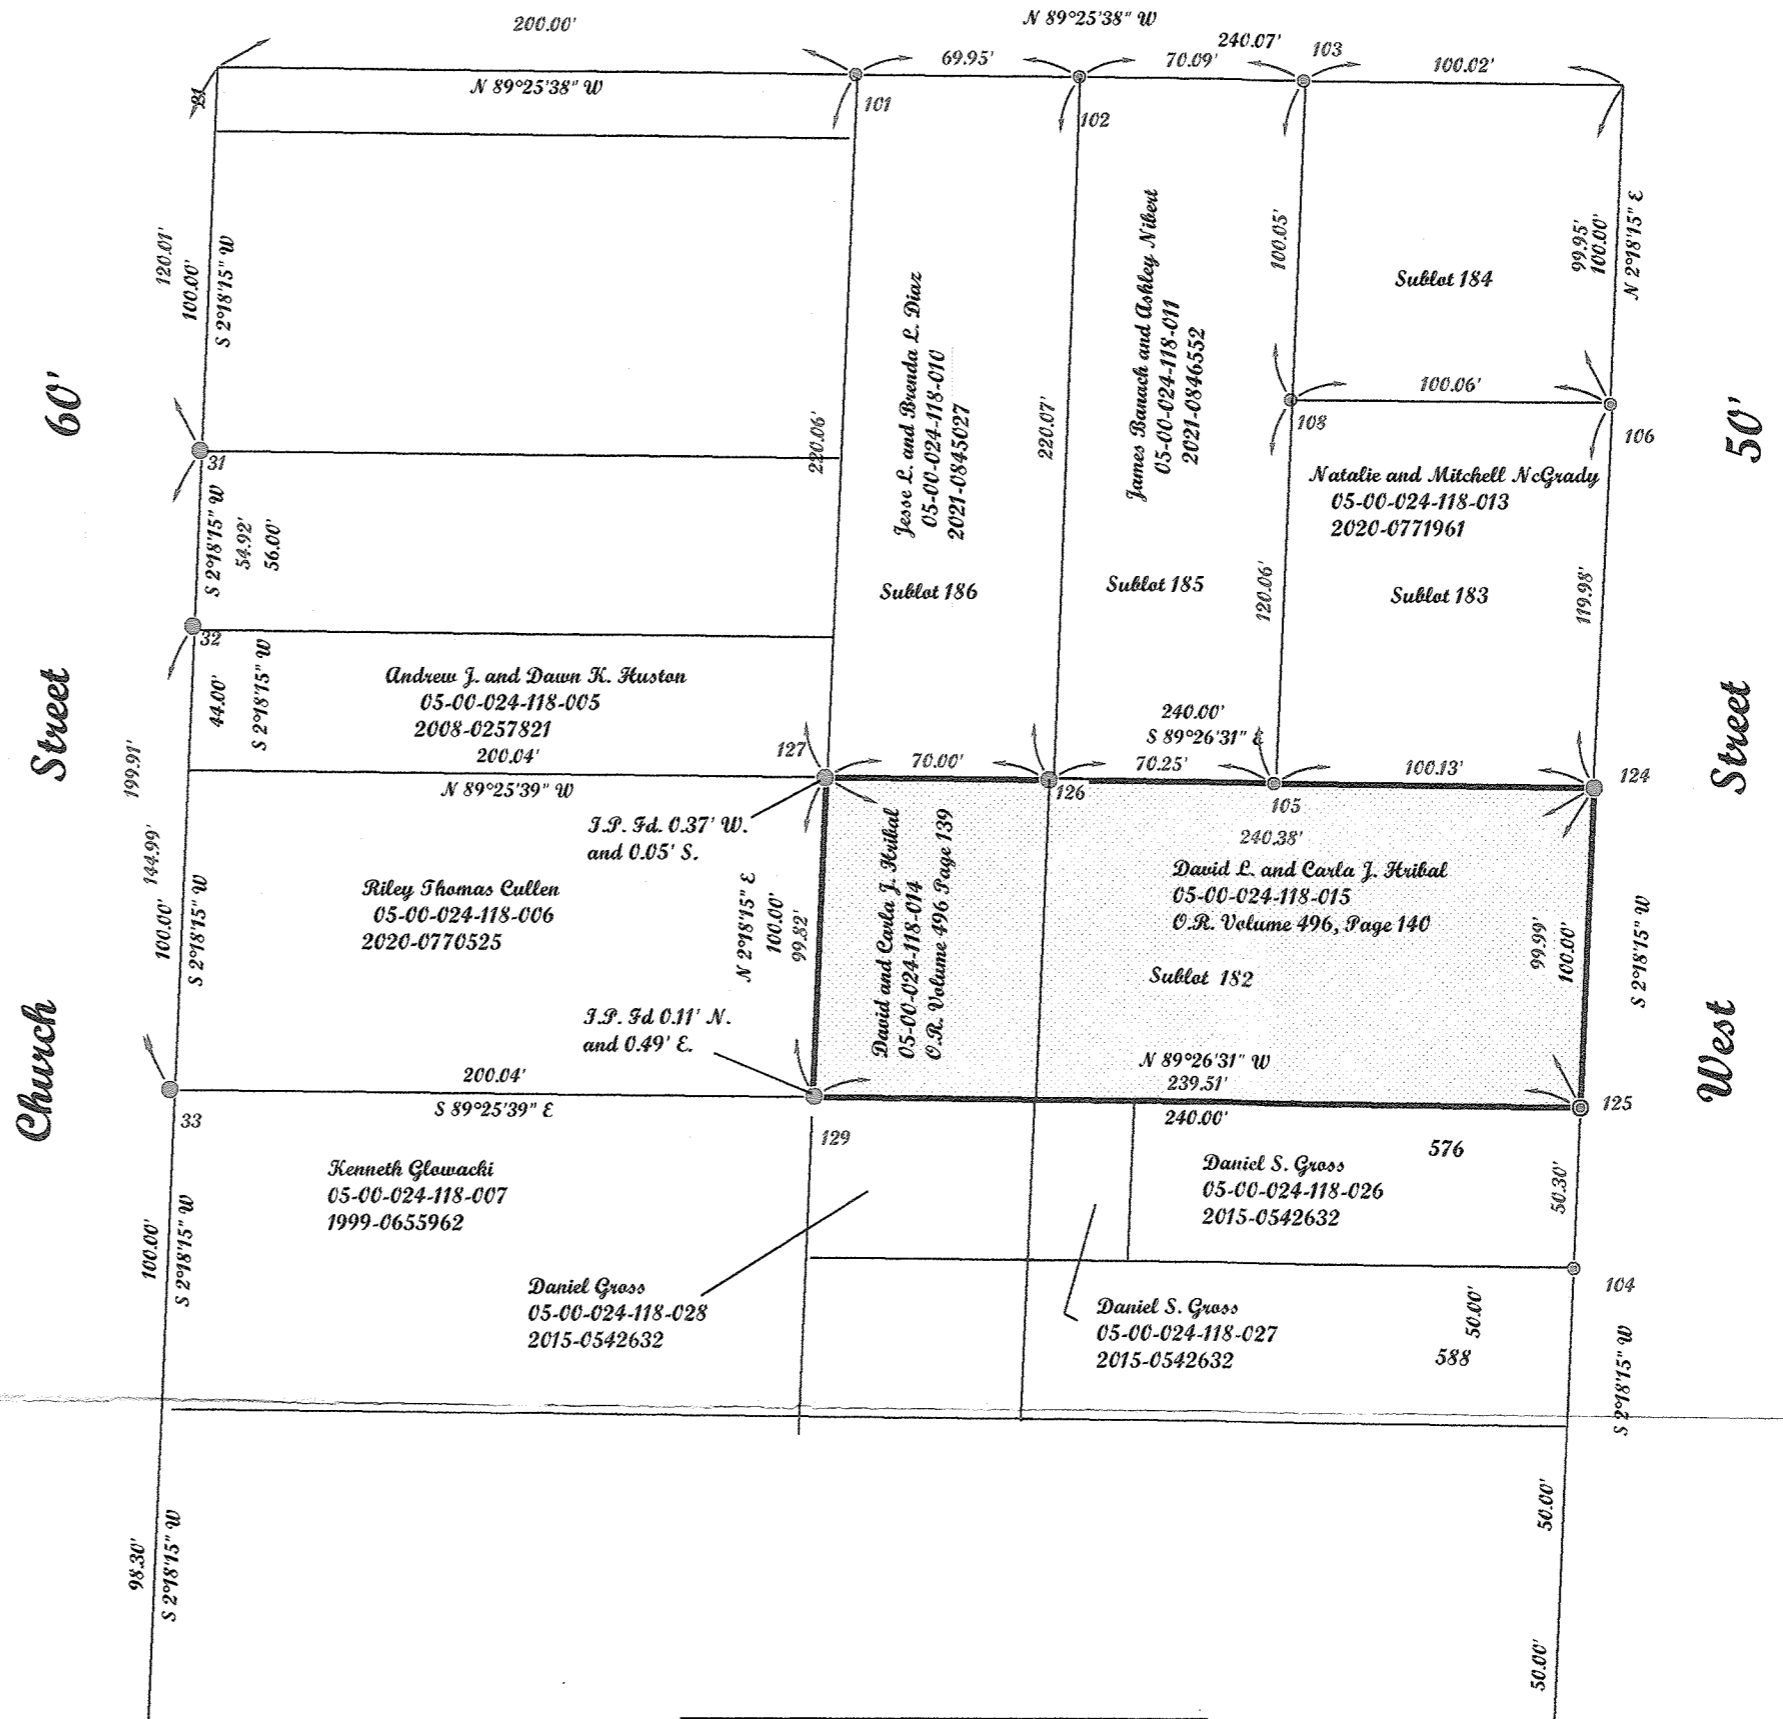 200.00'
N 89°25'38" W
240.07'
69.95'
70.09'
103
100.02'
N 89°25'38" W
101
102
120.01'
100.00'
S 2°18'15" W
60'
31
S 2°18'15" W
54.92'
56.00'
32
44.00'
S 2°18'15" W
199.91'
144.99'
100.00'
S 2°18'15" W
Church Street
33
100.00'
S 2°18'15" W
98.30'
S 2°18'15" W
Andrew J. and Dawn K. Huston
05-00-024-118-005
2008-0257821
200.04'
N 89°25'39" W
127
I.P. Fd. 0.37' W.
and 0.05' S.
Riley Thomas Cullen
05-00-024-118-006
2020-0770525
N 2°18'15" E
100.00'
99.82'
I.P. Fd 0.11' N.
and 0.49' E.
200.04'
S 89°25'39" E
129
Kenneth Glowacki
05-00-024-118-007
1999-0655962
Daniel Gross
05-00-024-118-028
2015-0542632
220.06'
Jesse L. and Brenda L. Diaz
05-00-024-118-010
2021-0845027
Sublot 186
220.07'
James Banach and Ashley Nibert
05-00-024-118-011
2021-0846552
Sublot 185
100.05'
120.06'
Sublot 184
99.95'
100.00'
N 2°18'15" E
100.06'
108
106
50'
Natalie and Mitchell NcGrady
05-00-024-118-013
2020-0771961
Sublot 183
119.98'
240.00'
S 89°26'31" E
70.00'
70.25'
100.13'
126
105
124
240.38'
David and Carla J. Hribal
05-00-024-118-014
O.R. Volume 496 Page 139
David L. and Carla J. Hribal
05-00-024-118-015
O.R. Volume 496, Page 140
Sublot 182
99.99'
100.00'
S 2°18'15" W
West Street
N 89°26'31" W
239.51'
240.00'
125
576
Daniel S. Gross
05-00-024-118-026
2015-0542632
50.30'
104
Daniel S. Gross
05-00-024-118-027
2015-0542632
50.00'
588
S 2°18'15" W
50.00'
50.00'